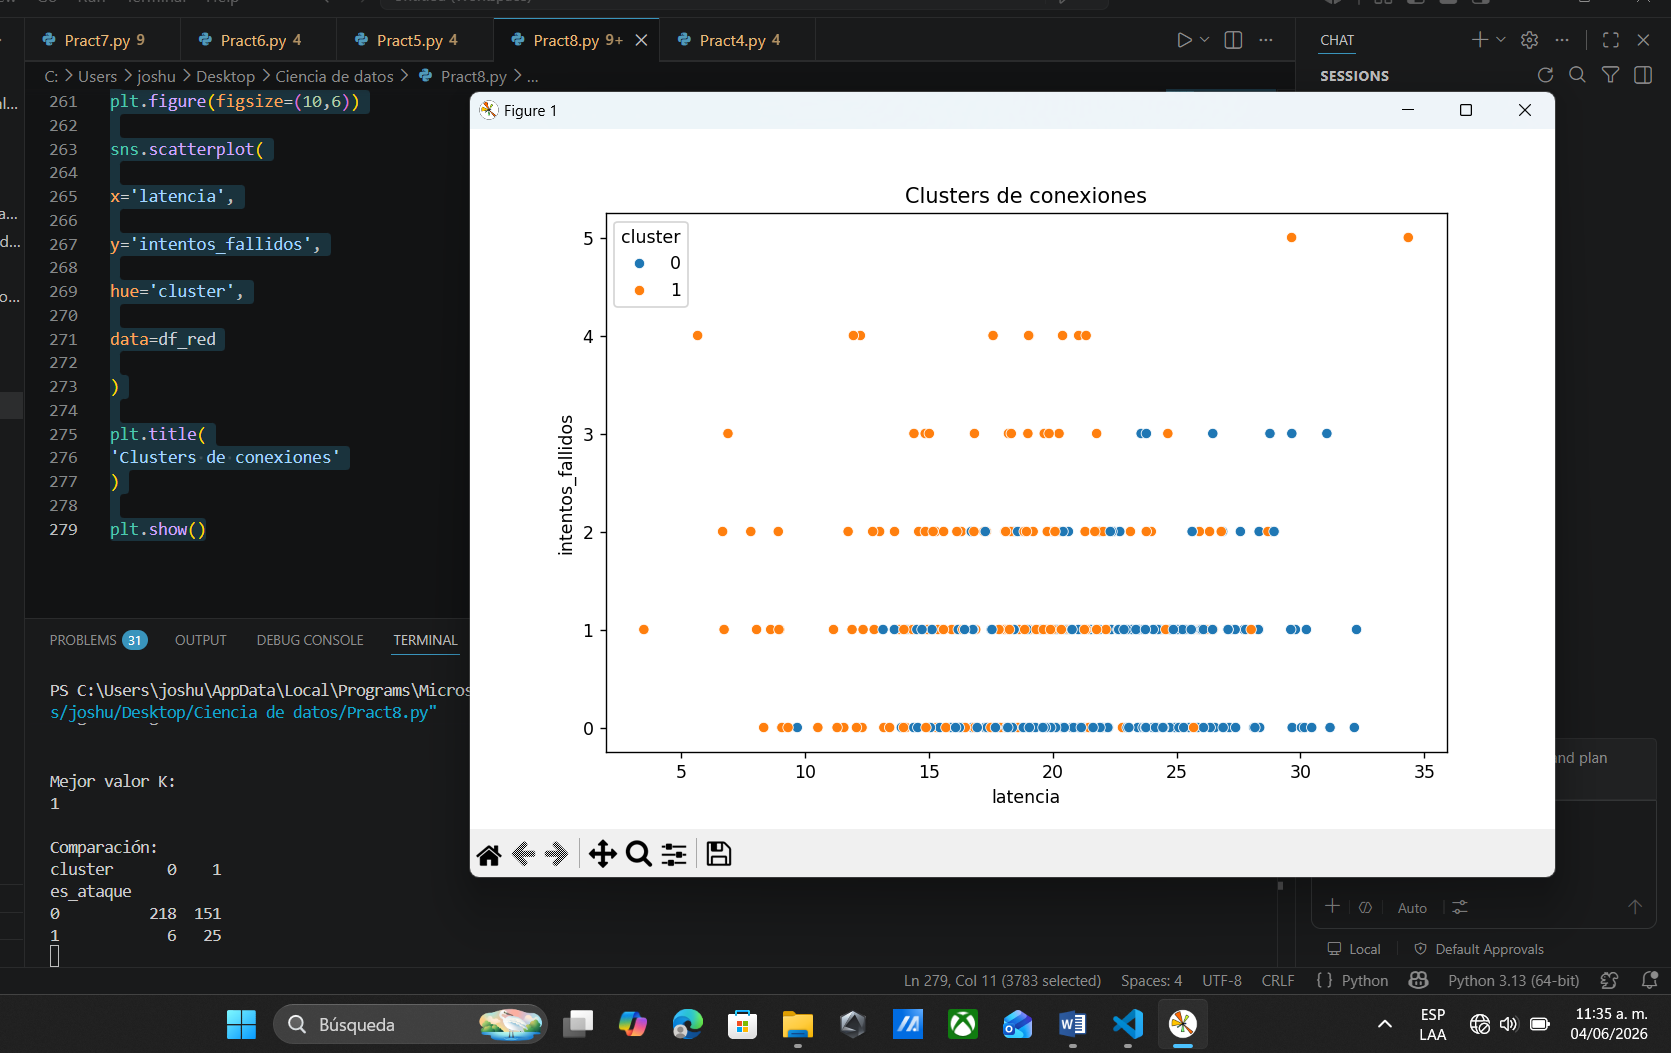 Pract7.py 9
Pract6.py 4
Pract5.py 4
Pract8.py 9+
Pract4.py 4
CHAT
C: > Users > joshu > Desktop > Ciencia de datos > Pract8.py > ...
SESSIONS
261 plt.figure(figsize=(10,6))
262
263 sns.scatterplot(
264
265 x='latencia',
266
267 y='intentos_fallidos',
268
269 hue='cluster',
270
271 data=df_red
272
273 )
274
275 plt.title(
276 'Clusters de conexiones'
277 )
278
279 plt.show()
Figure 1
Clusters de conexiones
cluster
0
1
5
4
3
2
1
0
intentos_fallidos
5 10 15 20 25 30 35
latencia
PROBLEMS 31 OUTPUT DEBUG CONSOLE TERMINAL
PS C:\Users\joshu\AppData\Local\Programs\Micros
s/joshu/Desktop/Ciencia de datos/Pract8.py"
Mejor valor K:
1
Comparación:
cluster 0 1
es_ataque
0 218 151
1 6 25
nd plan
Auto
Local Default Approvals
Ln 279, Col 11 (3783 selected) Spaces: 4 UTF-8 CRLF {} Python Python 3.13 (64-bit)
Búsqueda
ESP
LAA
11:35 a. m.
04/06/2026